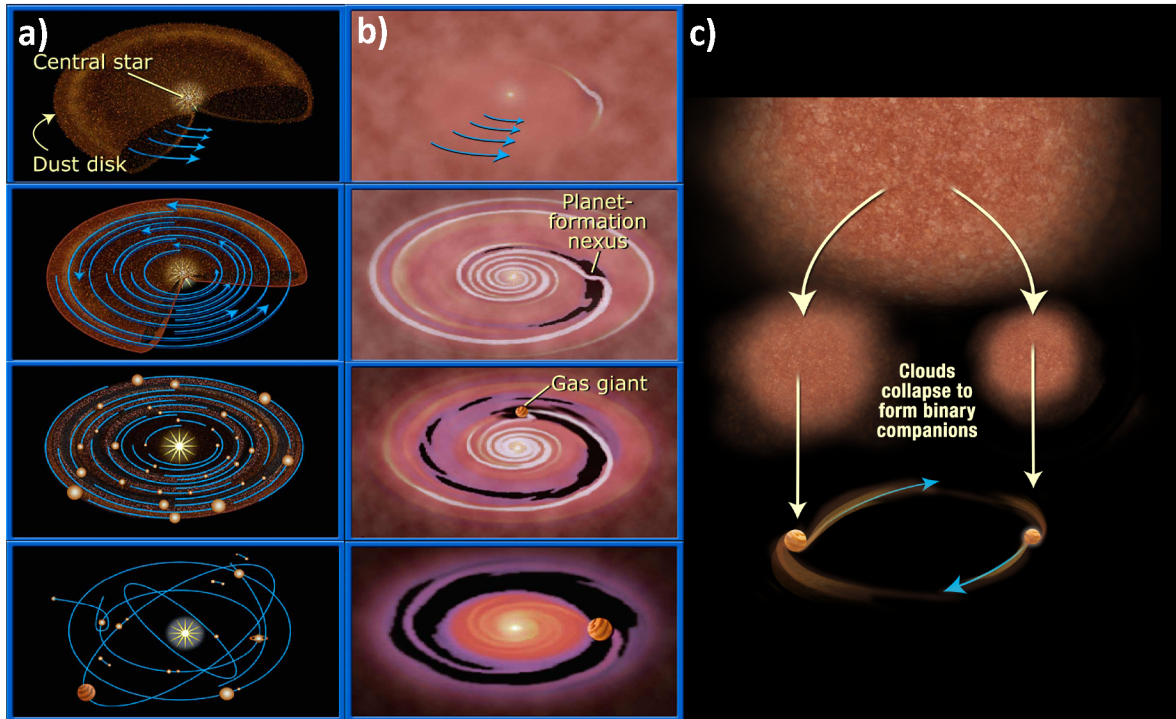 a)
Central star
Dust disk
b)
Planet-
formation
nexus
Gas giant
c)
Clouds
collapse to
form binary
companions